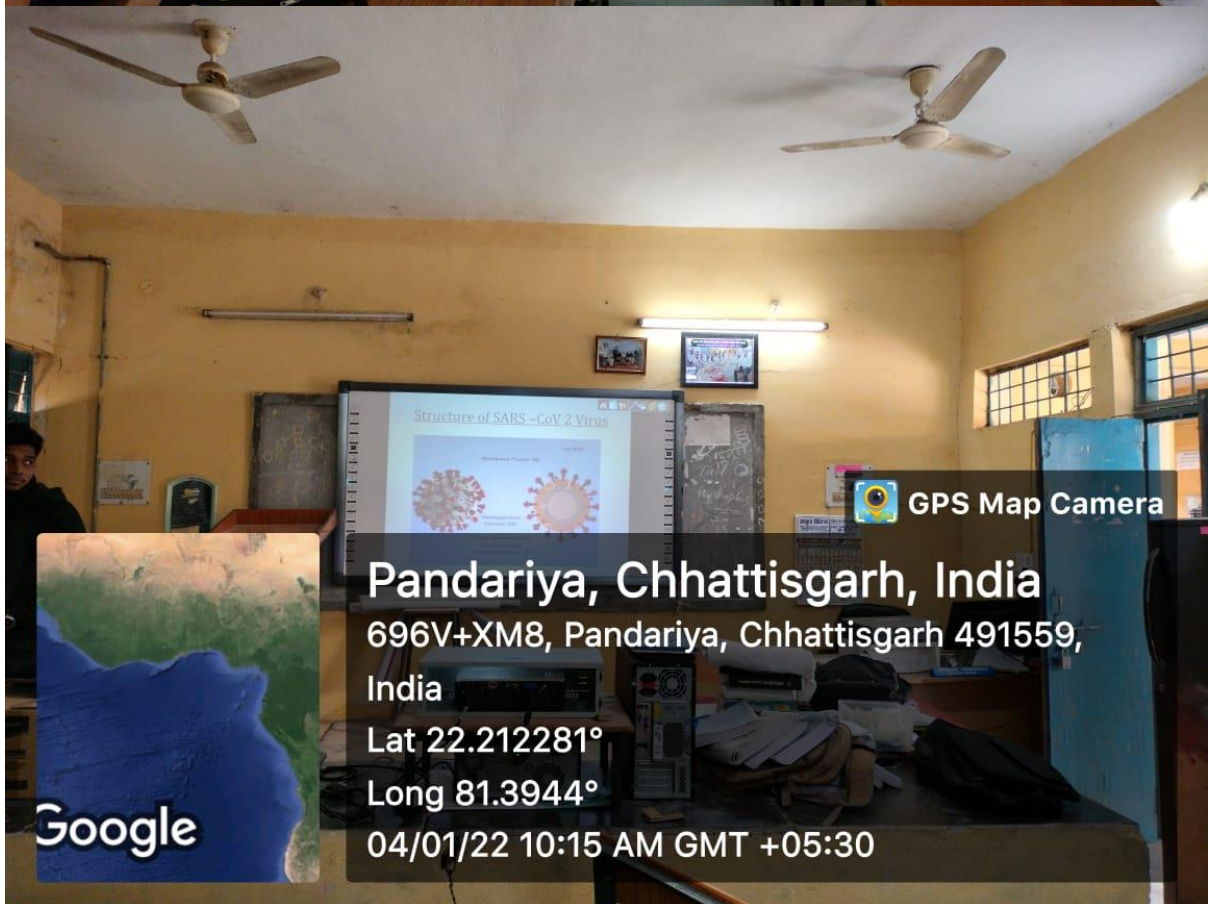 Structure of SARS –CoV 2 Virus
GPS Map Camera
Pandariya, Chhattisgarh, India
696V+XM8, Pandariya, Chhattisgarh 491559,
India
Lat 22.212281°
Long 81.3944°
04/01/22 10:15 AM GMT +05:30
Google